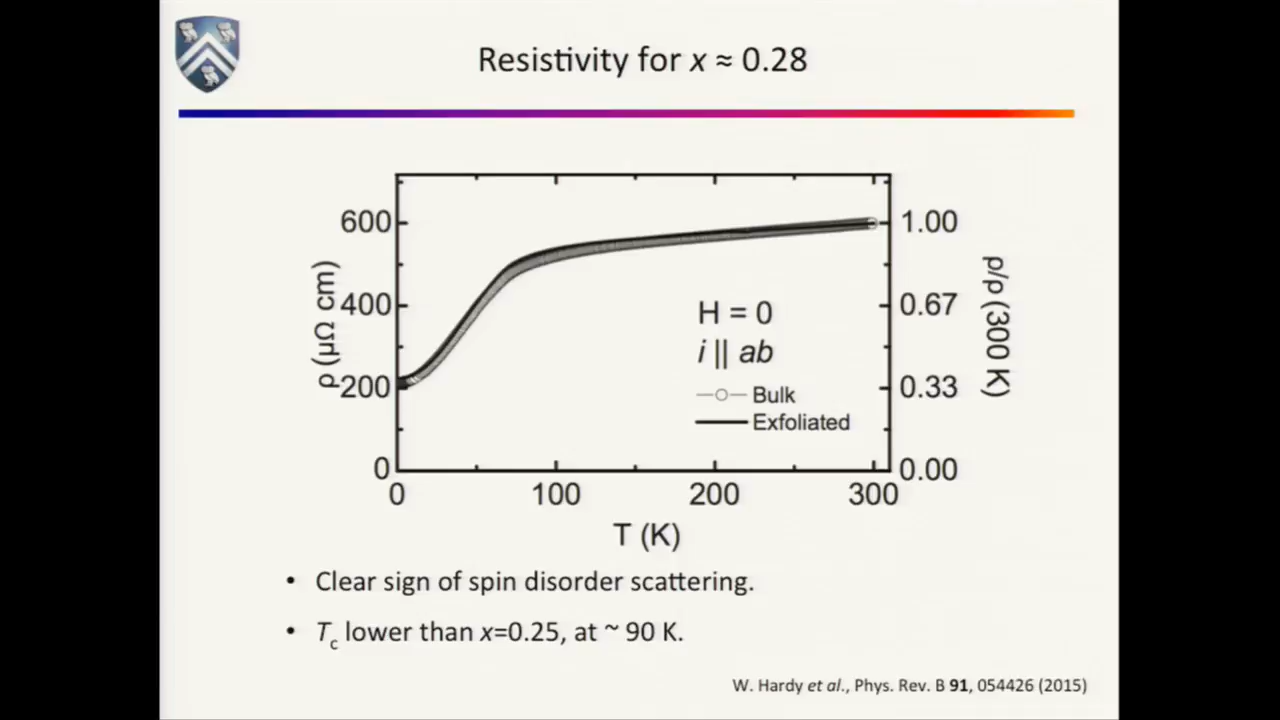 Resistivity for x ≈ 0.28
600
400
200
0
ρ (μΩ cm)
1.00
0.67
0.33
0.00
ρ/ρ (300 K)
H = 0
i || ab
Bulk
Exfoliated
0 100 200 300
T (K)
• Clear sign of spin disorder scattering.
• Tc lower than x=0.25, at ~ 90 K.
W. Hardy et al., Phys. Rev. B 91, 054426 (2015)